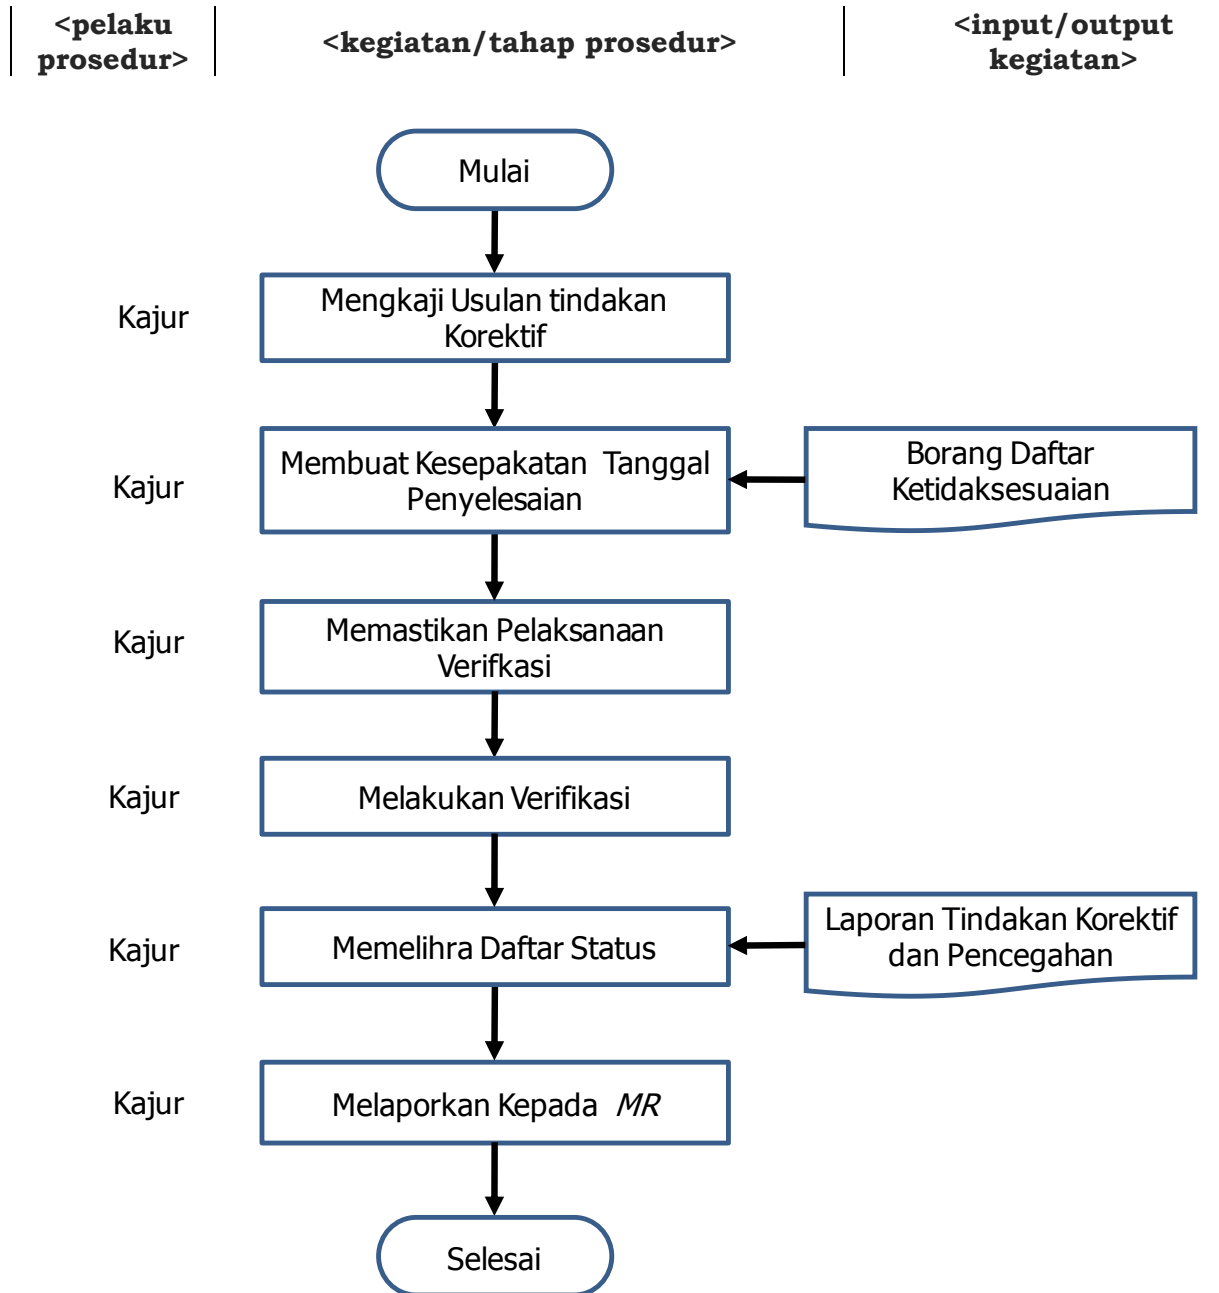 <pelaku
prosedur>
<kegiatan/tahap prosedur>
<input/output
kegiatan>
Mulai
Kajur
Mengkaji Usulan tindakan
Korektif
Kajur
Membuat Kesepakatan Tanggal
Penyelesaian
Borang Daftar
Ketidaksesuaian
Kajur
Memastikan Pelaksanaan
Verifkasi
Kajur
Melakukan Verifikasi
Kajur
Memelihra Daftar Status
Laporan Tindakan Korektif
dan Pencegahan
Kajur
Melaporkan Kepada MR
Selesai